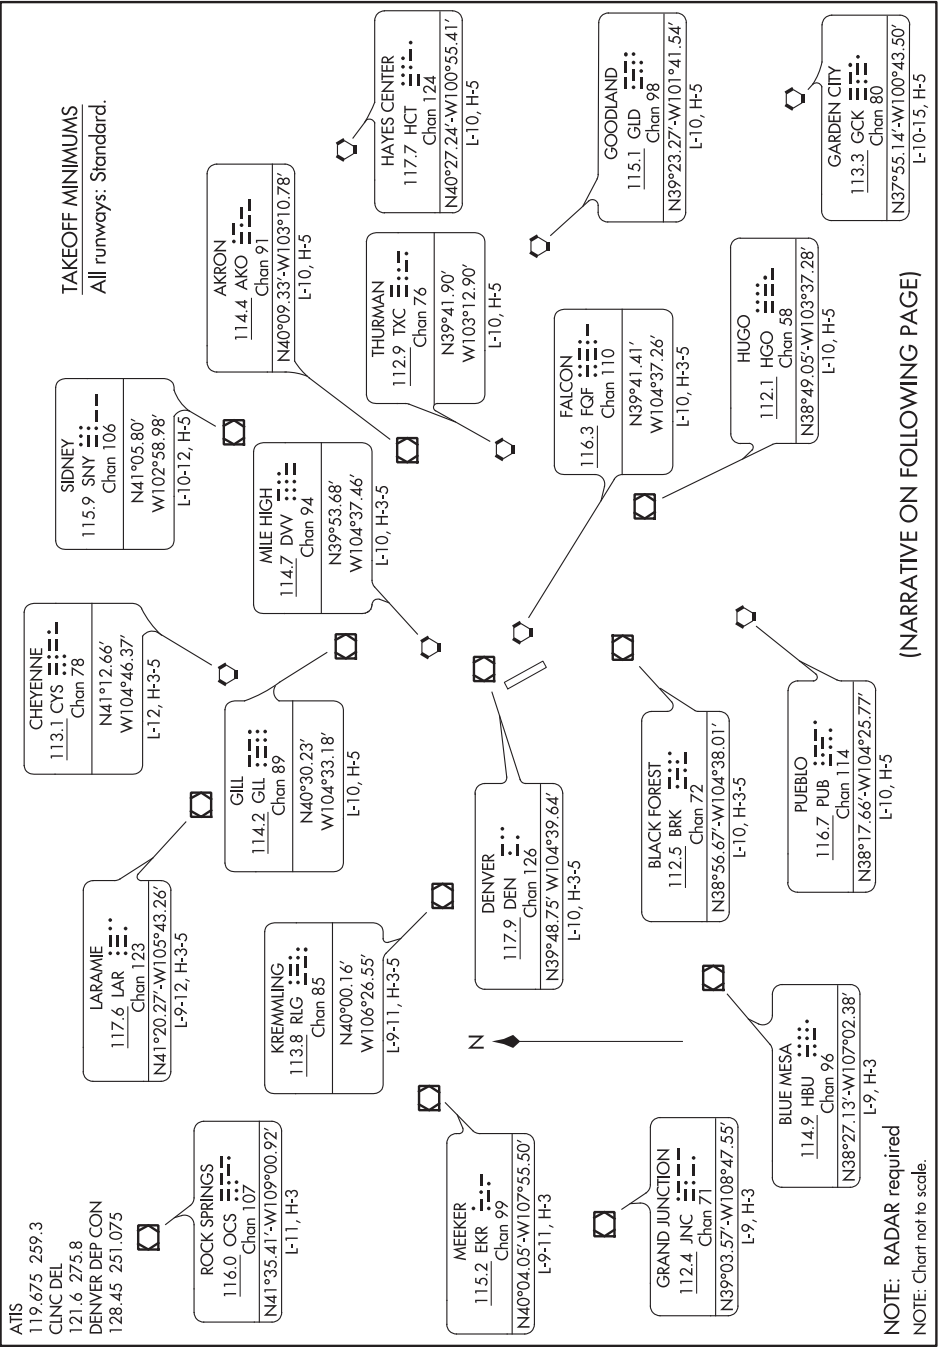 ATIS
119.675 259.3
CLNC DEL
121.6 275.8
DENVER DEP CON
128.45 251.075
TAKEOFF MINIMUMS
All runways: Standard.
ROCK SPRINGS
116.0 OCS
Chan 107
N41°35.41′-W109°00.92′
L-11, H-3
LARAMIE
117.6 LAR
Chan 123
N41°20.27′-W105°43.26′
L-9-12, H-3-5
CHEYENNE
113.1 CYS
Chan 78
N41°12.66′
W104°46.37′
L-12, H-3-5
SIDNEY
115.9 SNY
Chan 106
N41°05.80′
W102°58.98′
L-10-12, H-5
AKRON
114.4 AKO
Chan 91
N40°09.33′-W103°10.78′
L-10, H-5
HAYES CENTER
117.7 HCT
Chan 124
N40°27.24′-W100°55.41′
L-10, H-5
KREMMLING
113.8 RLG
Chan 85
N40°00.16′
W106°26.55′
L-9-11, H-3-5
GILL
114.2 GLL
Chan 89
N40°30.23′
W104°33.18′
L-10, H-5
MILE HIGH
114.7 DVV
Chan 94
N39°53.68′
W104°37.46′
L-10, H-3-5
THURMAN
112.9 TXC
Chan 76
N39°41.90′
W103°12.90′
L-10, H-5
MEEKER
115.2 EKR
Chan 99
N40°04.05′-W107°55.50′
L-9-11, H-3
N
DENVER
117.9 DEN
Chan 126
N39°48.75′ W104°39.64′
L-10, H-3-5
FALCON
116.3 FQF
Chan 110
N39°41.41′
W104°37.26′
L-10, H-3-5
GOODLAND
115.1 GLD
Chan 98
N39°23.27′-W101°41.54′
L-10, H-5
GRAND JUNCTION
112.4 JNC
Chan 71
N39°03.57′-W108°47.55′
L-9, H-3
BLACK FOREST
112.5 BRK
Chan 72
N38°56.67′-W104°38.01′
L-10, H-3-5
HUGO
112.1 HGO
Chan 58
N38°49.05′-W103°37.28′
L-10, H-5
GARDEN CITY
113.3 GCK
Chan 80
N37°55.14′-W100°43.50′
L-10-15, H-5
BLUE MESA
114.9 HBU
Chan 96
N38°27.13′-W107°02.38′
L-9, H-3
PUEBLO
116.7 PUB
Chan 114
N38°17.66′-W104°25.77′
L-10, H-5
NOTE: RADAR required
NOTE: Chart not to scale.
(NARRATIVE ON FOLLOWING PAGE)